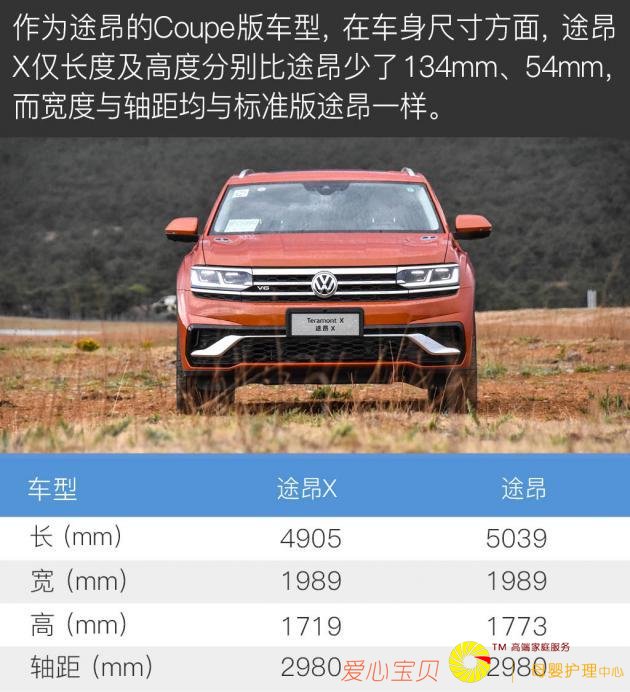 作为途昂的Coupe版车型，在车身尺寸方面，途昂
X仅长度及高度分别比途昂少了134mm、54mm，
而宽度与轴距均与标准版途昂一样。
V6
Teramont X
途昂 X
车型 途昂X 途昂
长 (mm) 4905 5039
宽 (mm) 1989 1989
高 (mm) 1719 1773
轴距 (mm) 2980 2980
爱心宝贝
TM 高端家庭服务
母婴护理中心